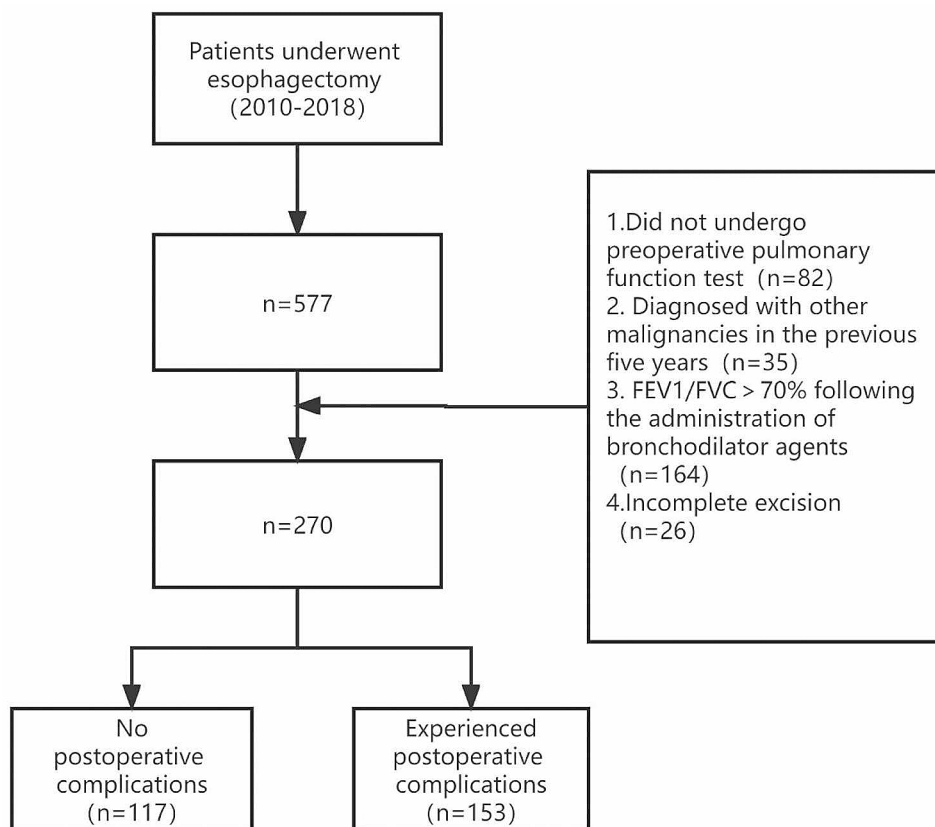 Patients underwent
esophagectomy
(2010-2018)
n=577
1.Did not undergo
preoperative pulmonary
function test (n=82)
2. Diagnosed with other
malignancies in the previous
five years (n=35)
3. FEV1/FVC > 70% following
the administration of
bronchodilator agents
(n=164)
4.Incomplete excision
(n=26)
n=270
No
postoperative
complications
(n=117)
Experienced
postoperative
complications
(n=153)